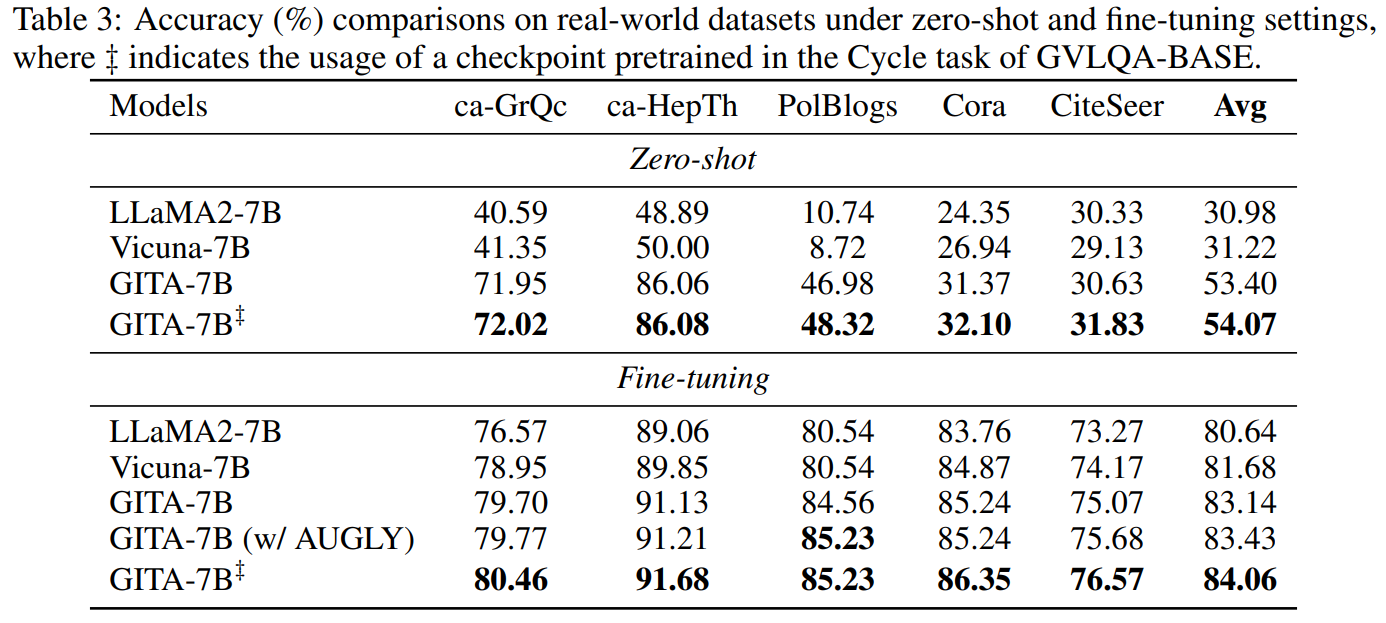 Table 3: Accuracy (%) comparisons on real-world datasets under zero-shot and fine-tuning settings,
where ‡ indicates the usage of a checkpoint pretrained in the Cycle task of GVLQA-BASE.
Models ca-GrQc ca-HepTh PolBlogs Cora CiteSeer Avg
Zero-shot
LLaMA2-7B 40.59 48.89 10.74 24.35 30.33 30.98
Vicuna-7B 41.35 50.00 8.72 26.94 29.13 31.22
GITA-7B 71.95 86.06 46.98 31.37 30.63 53.40
GITA-7B‡ 72.02 86.08 48.32 32.10 31.83 54.07
Fine-tuning
LLaMA2-7B 76.57 89.06 80.54 83.76 73.27 80.64
Vicuna-7B 78.95 89.85 80.54 84.87 74.17 81.68
GITA-7B 79.70 91.13 84.56 85.24 75.07 83.14
GITA-7B (w/ AUGLY) 79.77 91.21 85.23 85.24 75.68 83.43
GITA-7B‡ 80.46 91.68 85.23 86.35 76.57 84.06